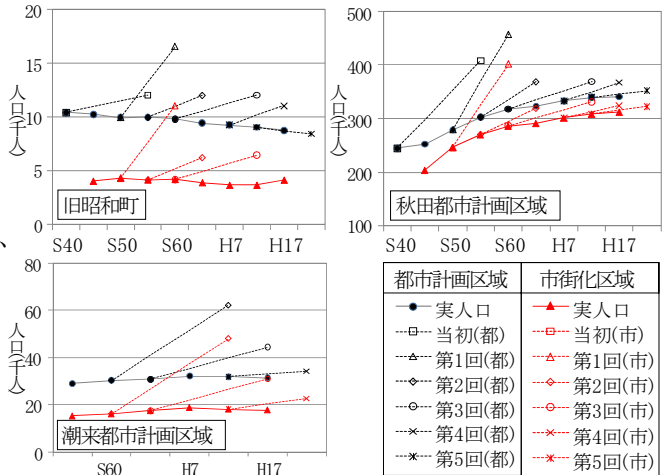 20
15
10
5
0
人口(千人)
旧昭和町
S40
S50
S60
H7
H17
500
400
300
200
100
人口(千人)
秋田都市計画区域
S40
S50
S60
H7
H17
、
80
60
40
20
0
人口(千人)
潮来都市計画区域
S60
H7
H17
都市計画区域
実人口
当初(都)
第1回(都)
第2回(都)
第3回(都)
第4回(都)
第5回(都)
市街化区域
実人口
当初(市)
第1回(市)
第2回(市)
第3回(市)
第4回(市)
第5回(市)